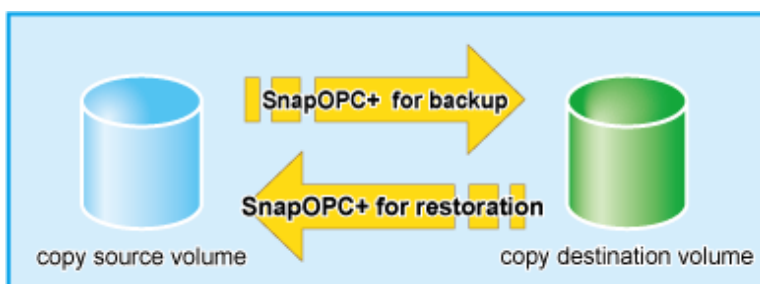 SnapOPC+ for backup
SnapOPC+ for restoration
copy source volume
copy destination volume